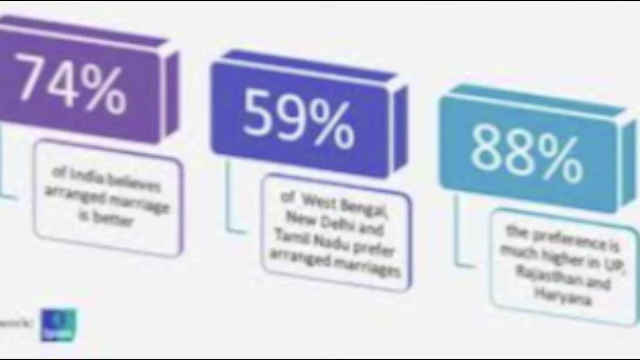 74%
of India believes
arranged marriage
is better
59%
of West Bengal,
New Delhi and
Tamil Nadu prefer
arranged marriages
88%
the preference is
much higher in UP,
Rajasthan and
Haryana
Ipsos